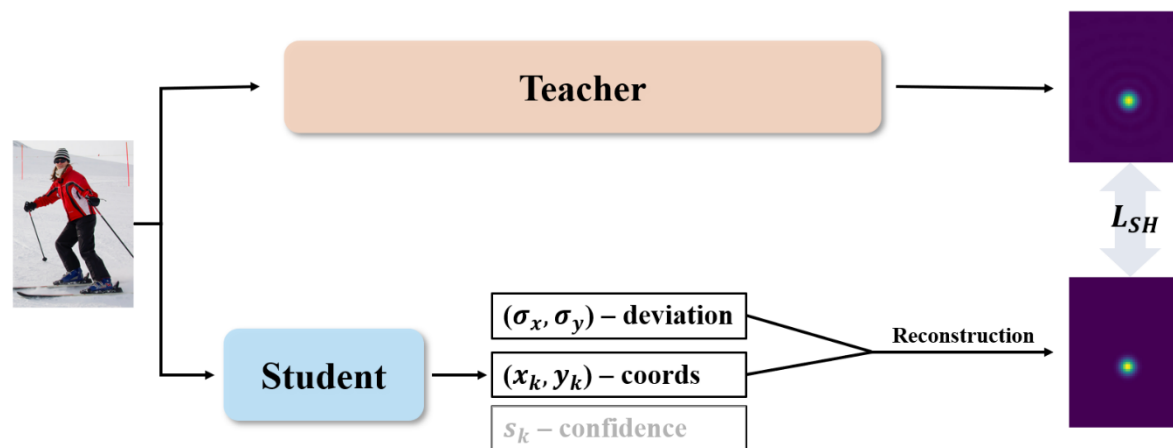 Teacher
L_SH
(σ_x, σ_y) – deviation
Reconstruction
Student
(x_k, y_k) – coords
s_k – confidence